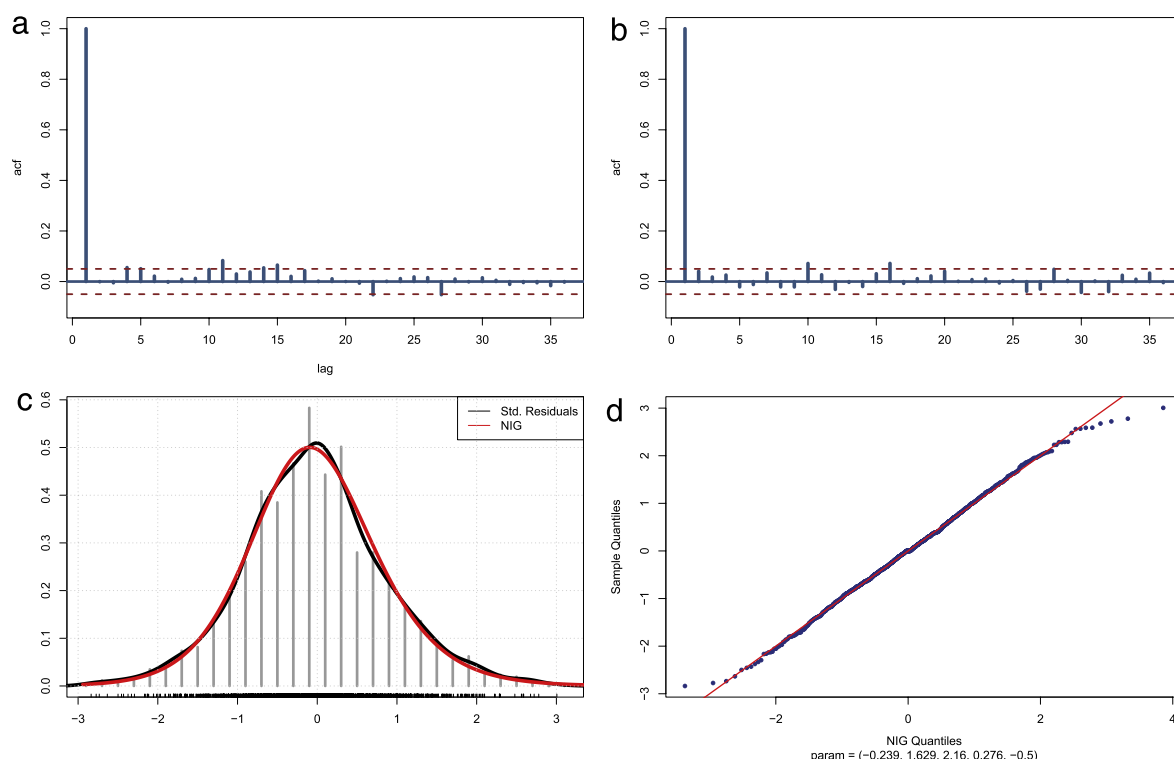 a
1.0
0.8
0.6
0.4
0.2
0.0
acf
0 5 10 15 20 25 30 35
lag
b
1.0
0.8
0.6
0.4
0.2
0.0
acf
0 5 10 15 20 25 30 35
c
0.6
0.5
0.4
0.3
0.2
0.1
0.0
Std. Residuals
NIG
−3 −2 −1 0 1 2 3
d
3
2
1
0
−1
−2
−3
Sample Quantiles
−2 0 2 4
NIG Quantiles
param = (−0.239, 1.629, 2.16, 0.276, −0.5)